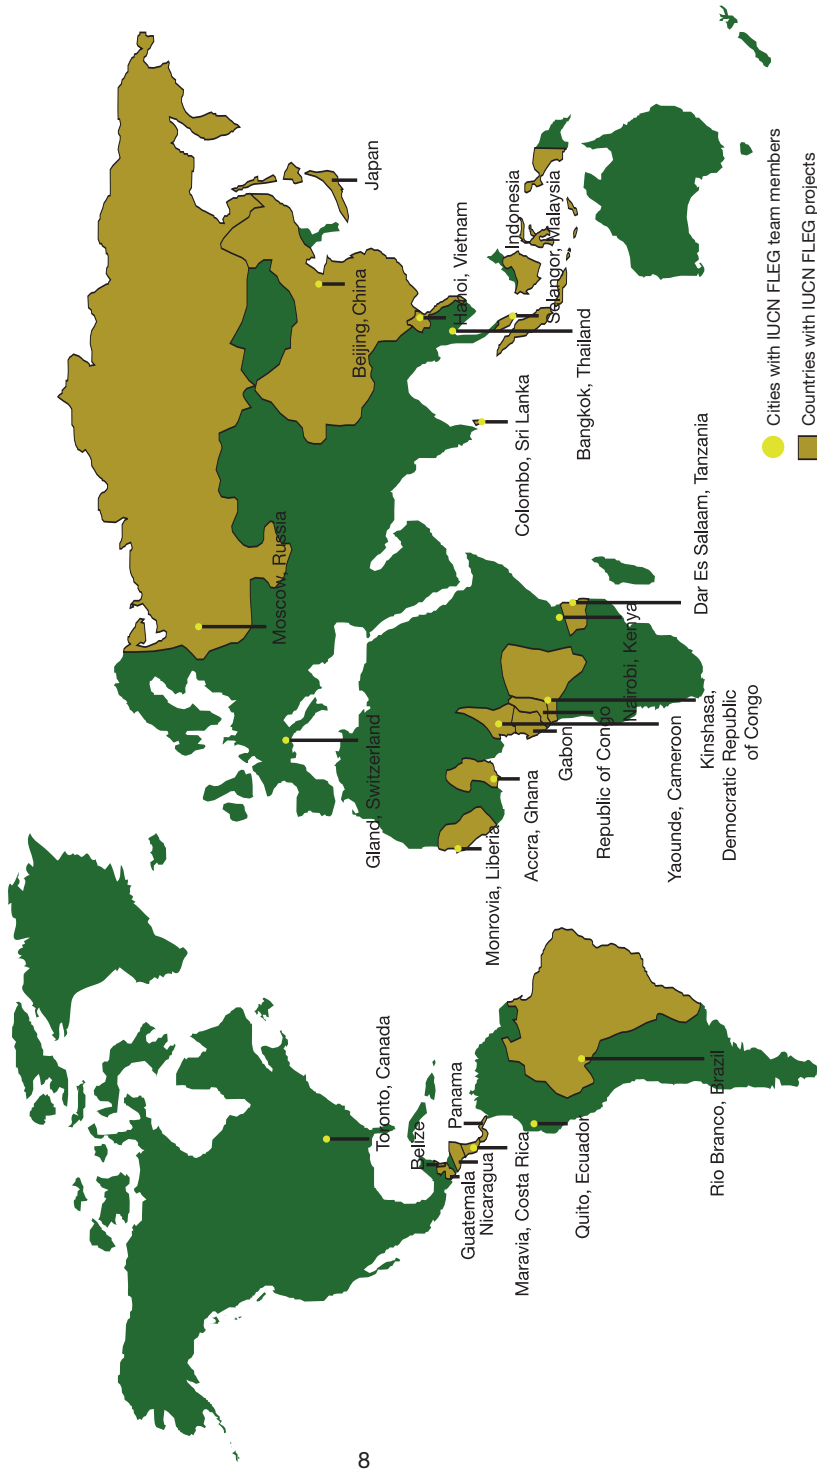 Toronto, Canada
Belize
Panama
Guatemala
Nicaragua
Maravia, Costa Rica
Quito, Ecuador
Rio Branco, Brazil
Gland, Switzerland
Monrovia, Liberia
Accra, Ghana
Gabon
Republic of Congo
Yaounde, Cameroon
Kinshasa,
Democratic Republic
of Congo
Nairobi, Kenya
Dar Es Salaam, Tanzania
Moscow, Russia
Japan
Beijing, China
Hanoi, Vietnam
Indonesia
Selangor, Malaysia
Bangkok, Thailand
Colombo, Sri Lanka
Cities with IUCN FLEG team members
Countries with IUCN FLEG projects
8